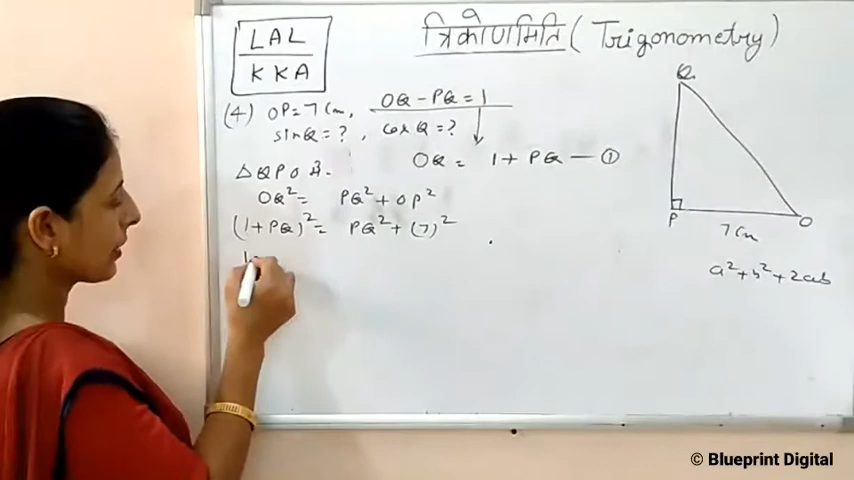 LAL
KKA
त्रिकोणमिति ( Trigonometry )
(4) OP = 7 cm, OQ - PQ = 1
sin Q = ? , cos Q = ?
OQ = 1 + PQ — ①
Δ QPO में.
OQ² = PQ² + OP²
(1 + PQ)² = PQ² + (7)²
Q
P
O
7 cm
a² + b² + 2ab
© Blueprint Digital